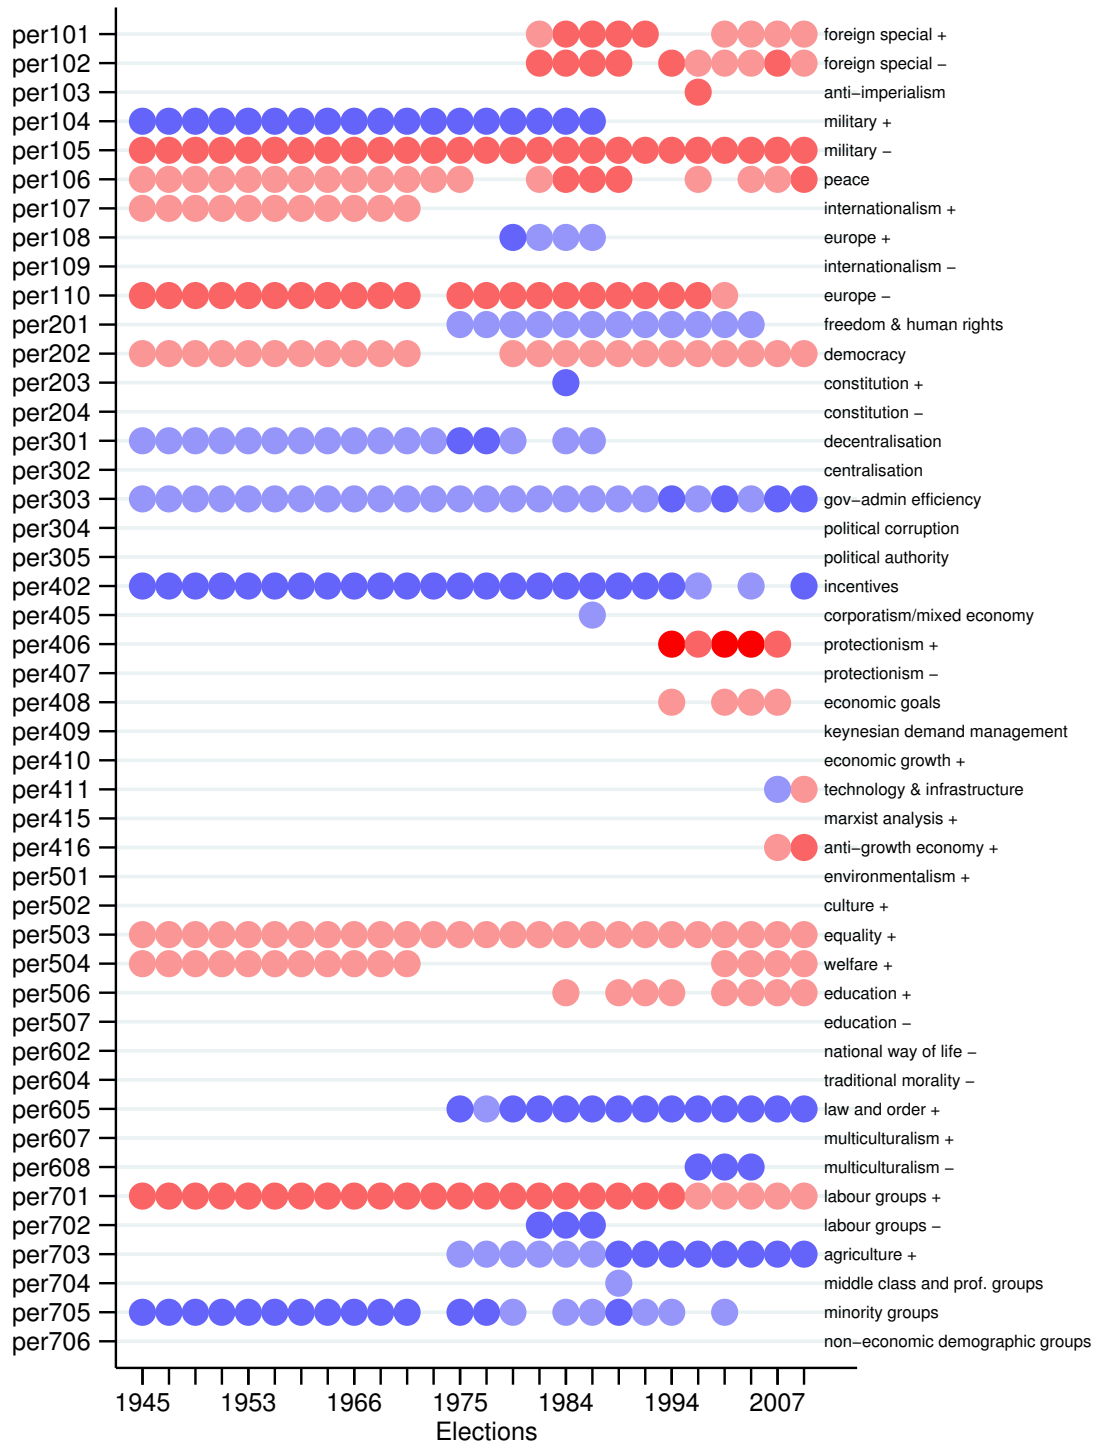 per101 foreign special +
per102 foreign special −
per103 anti−imperialism
per104 military +
per105 military −
per106 peace
per107 internationalism +
per108 europe +
per109 internationalism −
per110 europe −
per201 freedom & human rights
per202 democracy
per203 constitution +
per204 constitution −
per301 decentralisation
per302 centralisation
per303 gov−admin efficiency
per304 political corruption
per305 political authority
per402 incentives
per405 corporatism/mixed economy
per406 protectionism +
per407 protectionism −
per408 economic goals
per409 keynesian demand management
per410 economic growth +
per411 technology & infrastructure
per415 marxist analysis +
per416 anti−growth economy +
per501 environmentalism +
per502 culture +
per503 equality +
per504 welfare +
per506 education +
per507 education −
per602 national way of life −
per604 traditional morality −
per605 law and order +
per607 multiculturalism +
per608 multiculturalism −
per701 labour groups +
per702 labour groups −
per703 agriculture +
per704 middle class and prof. groups
per705 minority groups
per706 non−economic demographic groups
1945 1953 1966 1975 1984 1994 2007
Elections